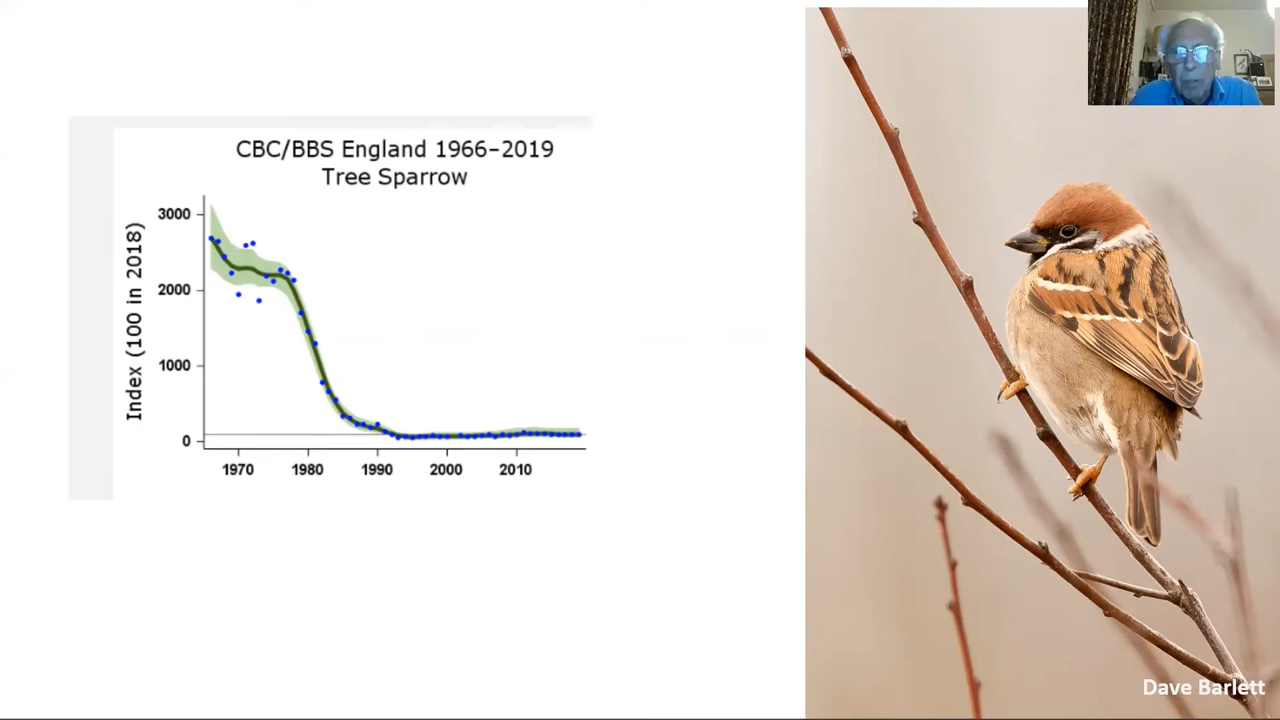 CBC/BBS England 1966–2019
Tree Sparrow
Index (100 in 2018)
3000
2000
1000
0
1970
1980
1990
2000
2010
Dave Barlett